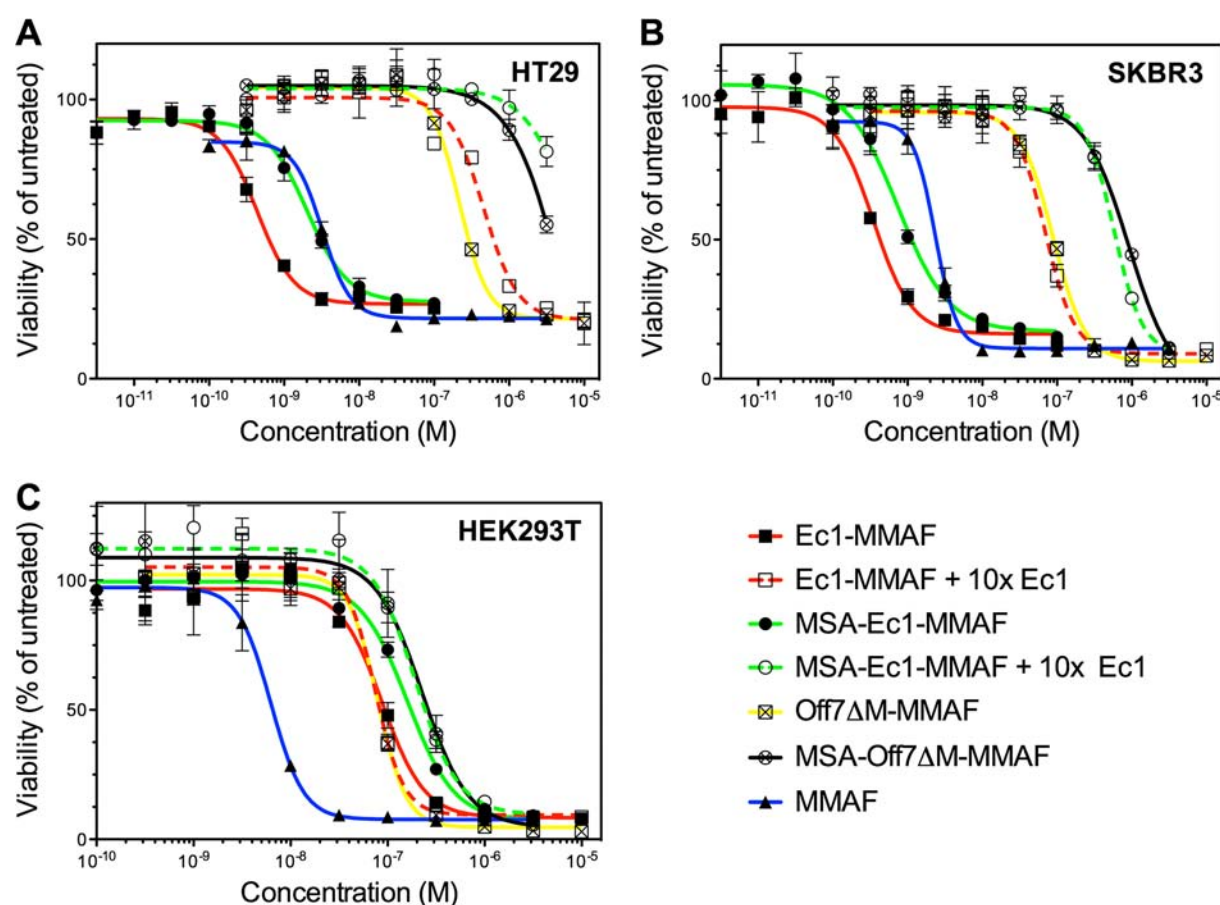 A
HT29
Viability (% of untreated)
100
50
0
10-11 10-10 10-9 10-8 10-7 10-6 10-5
Concentration (M)
B
SKBR3
Viability (% of untreated)
100
50
0
10-11 10-10 10-9 10-8 10-7 10-6 10-5
Concentration (M)
C
HEK293T
Viability (% of untreated)
100
50
0
10-10 10-9 10-8 10-7 10-6 10-5
Concentration (M)
Ec1-MMAF
Ec1-MMAF + 10x Ec1
MSA-Ec1-MMAF
MSA-Ec1-MMAF + 10x Ec1
Off7ΔM-MMAF
MSA-Off7ΔM-MMAF
MMAF